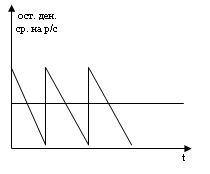 ост. ден.
ср. на р/с
t